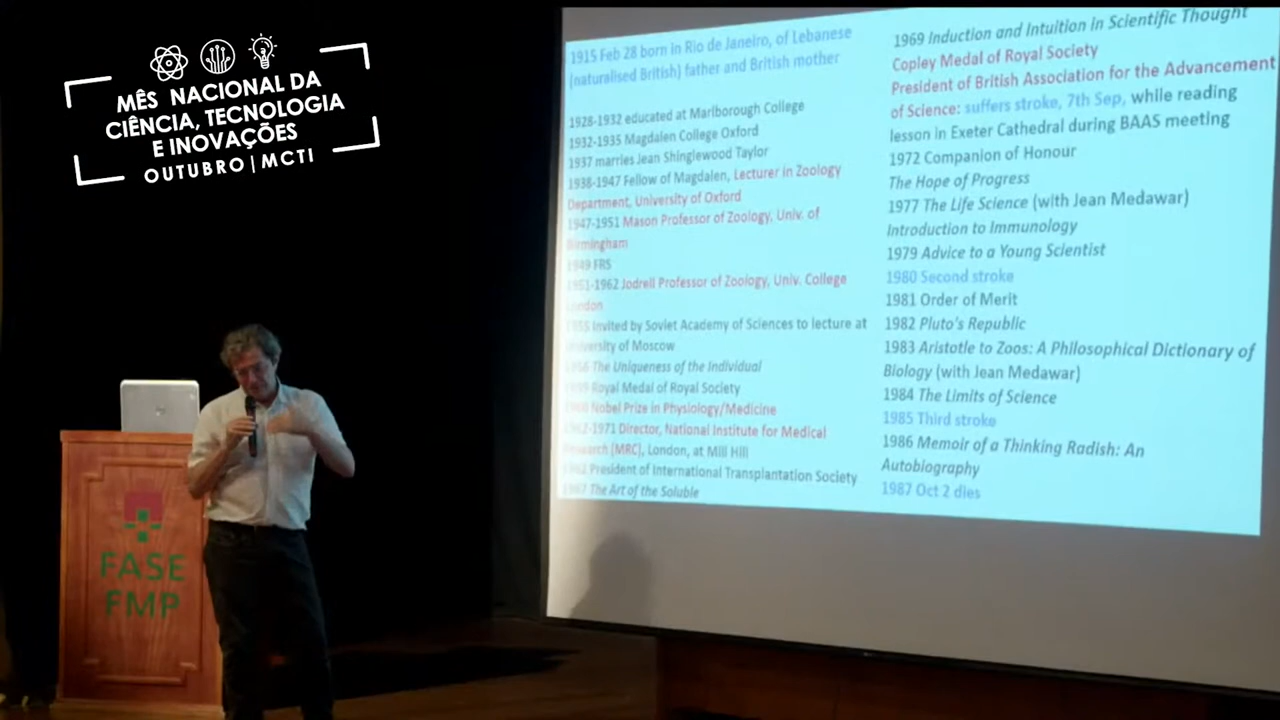 MÊS NACIONAL DA
CIÊNCIA, TECNOLOGIA
E INOVAÇÕES
OUTUBRO | MCTI
FASE
FMP
1915 Feb 28 born in Rio de Janeiro, of Lebanese
(naturalised British) father and British mother
1928-1932 educated at Marlborough College
1932-1935 Magdalen College Oxford
1937 marries Jean Shinglewood Taylor
1938-1947 Fellow of Magdalen, Lecturer in Zoology
Department, University of Oxford
1947-1951 Mason Professor of Zoology, Univ. of
Birmingham
1949 FRS
1951-1962 Jodrell Professor of Zoology, Univ. College
London
Invited by Soviet Academy of Sciences to lecture at
University of Moscow
The Uniqueness of the Individual
Royal Medal of Royal Society
Nobel Prize in Physiology/Medicine
1962-1971 Director, National Institute for Medical
Research (MRC), London, at Mill Hill
President of International Transplantation Society
The Art of the Soluble
1969 Induction and Intuition in Scientific Thought
Copley Medal of Royal Society
President of British Association for the Advancement
of Science: suffers stroke, 7th Sep, while reading
lesson in Exeter Cathedral during BAAS meeting
1972 Companion of Honour
The Hope of Progress
1977 The Life Science (with Jean Medawar)
Introduction to Immunology
1979 Advice to a Young Scientist
1980 Second stroke
1981 Order of Merit
1982 Pluto's Republic
1983 Aristotle to Zoos: A Philosophical Dictionary of
Biology (with Jean Medawar)
1984 The Limits of Science
1985 Third stroke
1986 Memoir of a Thinking Radish: An
Autobiography
1987 Oct 2 dies